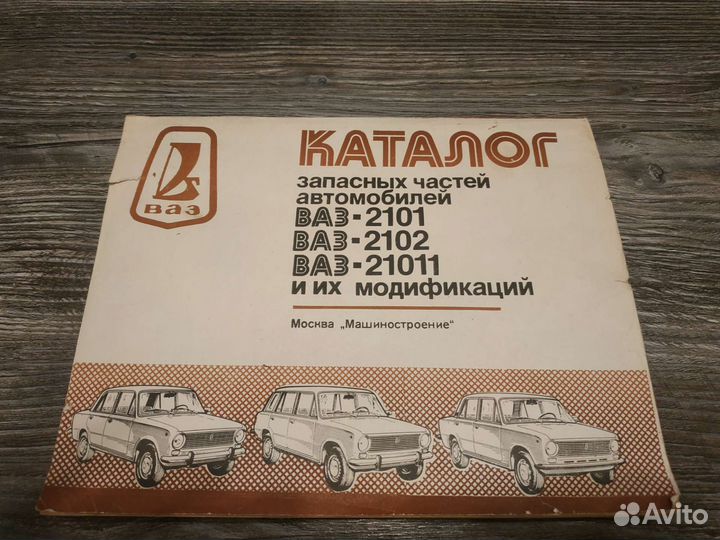 КАТАЛОГ
запасных частей
автомобилей
ВАЗ-2101
ВАЗ-2102
ВАЗ-21011
и их модификаций
Москва „Машиностроение“
ВАЗ
Avito